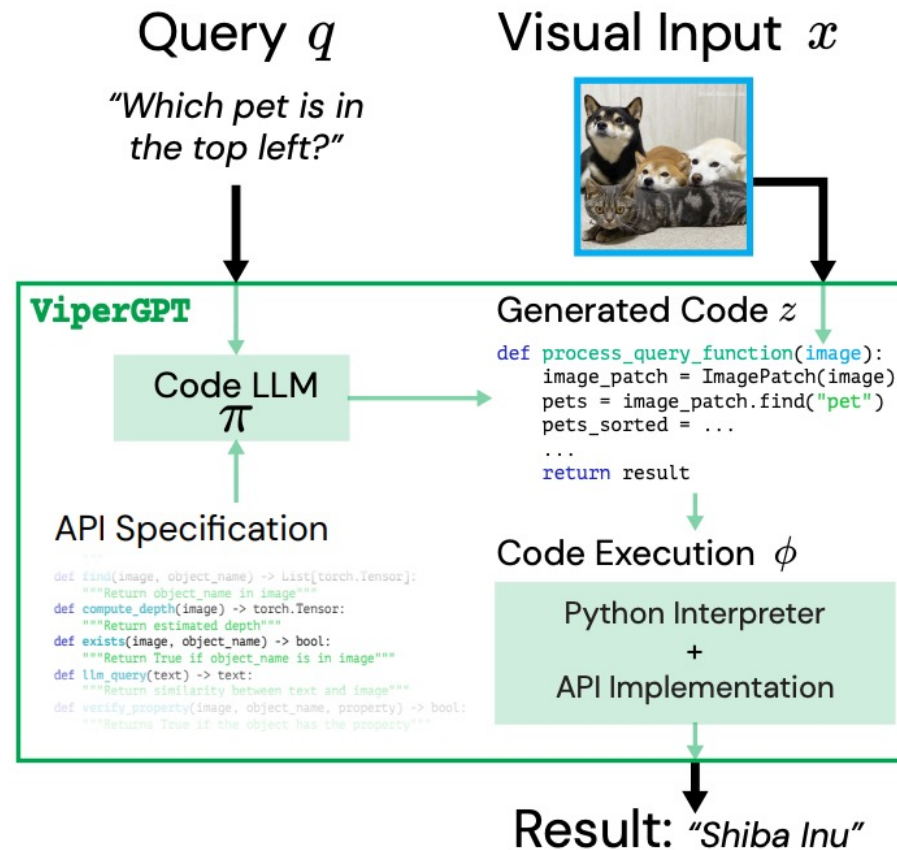 Query q
Visual Input x
“Which pet is in
the top left?”
ViperGPT
Code LLM
π
API Specification
"""
def find(image, object_name) -> List[torch.Tensor]:
"""Return object_name in image"""
def compute_depth(image) -> torch.Tensor:
"""Return estimated depth"""
def exists(image, object_name) -> bool:
"""Return True if object_name is in image"""
def llm_query(text) -> text:
"""Return similarity between text and image"""
def verify_property(image, object_name, property) -> bool:
"""Returns True if the object has the property"""
Generated Code z
def process_query_function(image):
image_patch = ImagePatch(image)
pets = image_patch.find("pet")
pets_sorted = ...
...
return result
Code Execution ϕ
Python Interpreter
+
API Implementation
Result: “Shiba Inu”